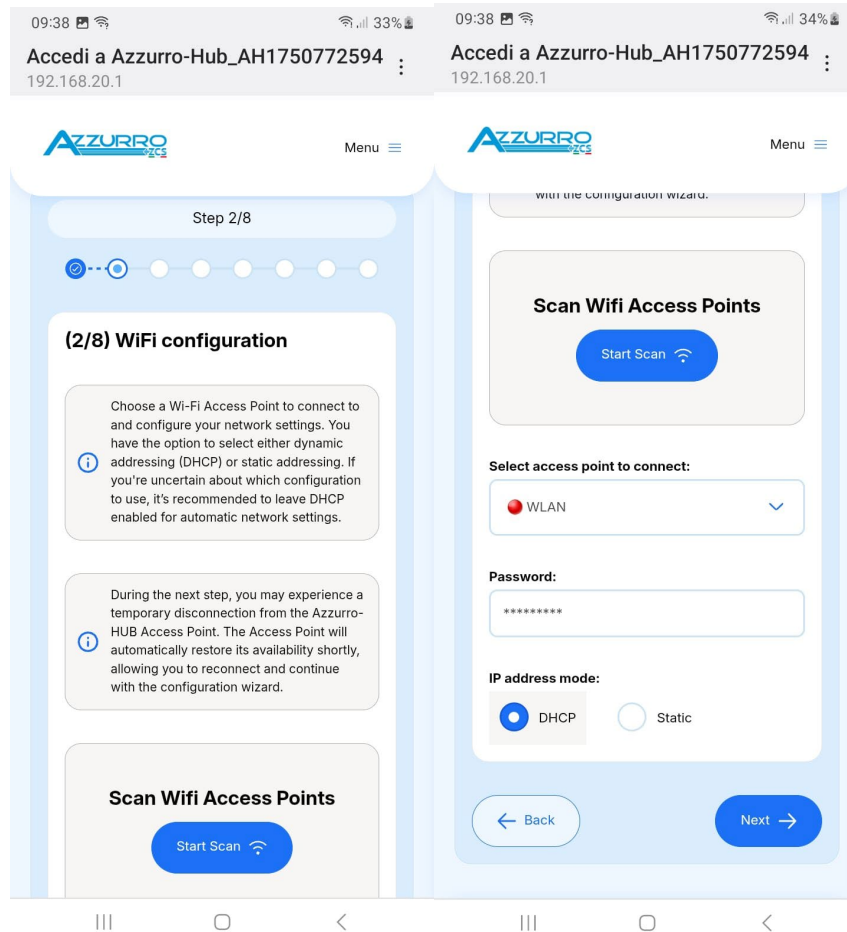 09:38
33%
Accedi a Azzurro-Hub_AH1750772594
192.168.20.1
AZZURRO
ZCS
Menu
Step 2/8
(2/8) WiFi configuration
Choose a Wi-Fi Access Point to connect to
and configure your network settings. You
have the option to select either dynamic
addressing (DHCP) or static addressing. If
you're uncertain about which configuration
to use, it's recommended to leave DHCP
enabled for automatic network settings.
During the next step, you may experience a
temporary disconnection from the Azzurro-
HUB Access Point. The Access Point will
automatically restore its availability shortly,
allowing you to reconnect and continue
with the configuration wizard.
Scan Wifi Access Points
Start Scan
09:38
34%
Accedi a Azzurro-Hub_AH1750772594
192.168.20.1
AZZURRO
ZCS
Menu
with the configuration wizard.
Scan Wifi Access Points
Start Scan
Select access point to connect:
WLAN
Password:
*********
IP address mode:
DHCP
Static
Back
Next